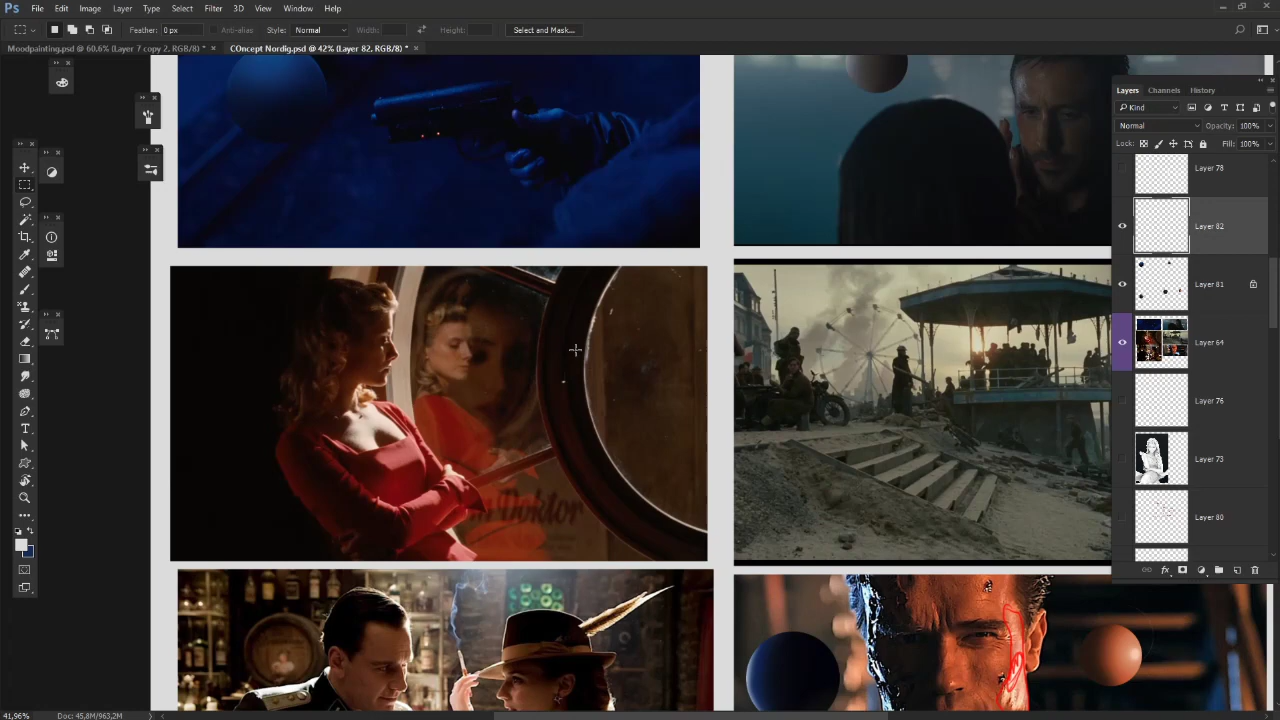 Ps File Edit Image Layer Type Select Filter 3D View Window Help
Feather: 0 px Anti-alias Style: Normal Width: Height: Select and Mask...
Moodpainting.psd @ 60,6% (Layer 7 copy 2, RGB/8) * × COncept Nordig.psd @ 42% (Layer 82, RGB/8) * ×
Layers Channels History
Kind
Normal Opacity: 100%
Lock: Fill: 100%
Layer 78
Layer 82
Layer 81
Layer 64
Layer 76
Layer 73
Layer 80
Doktor
41,96% Doc: 45,8M/963,2M